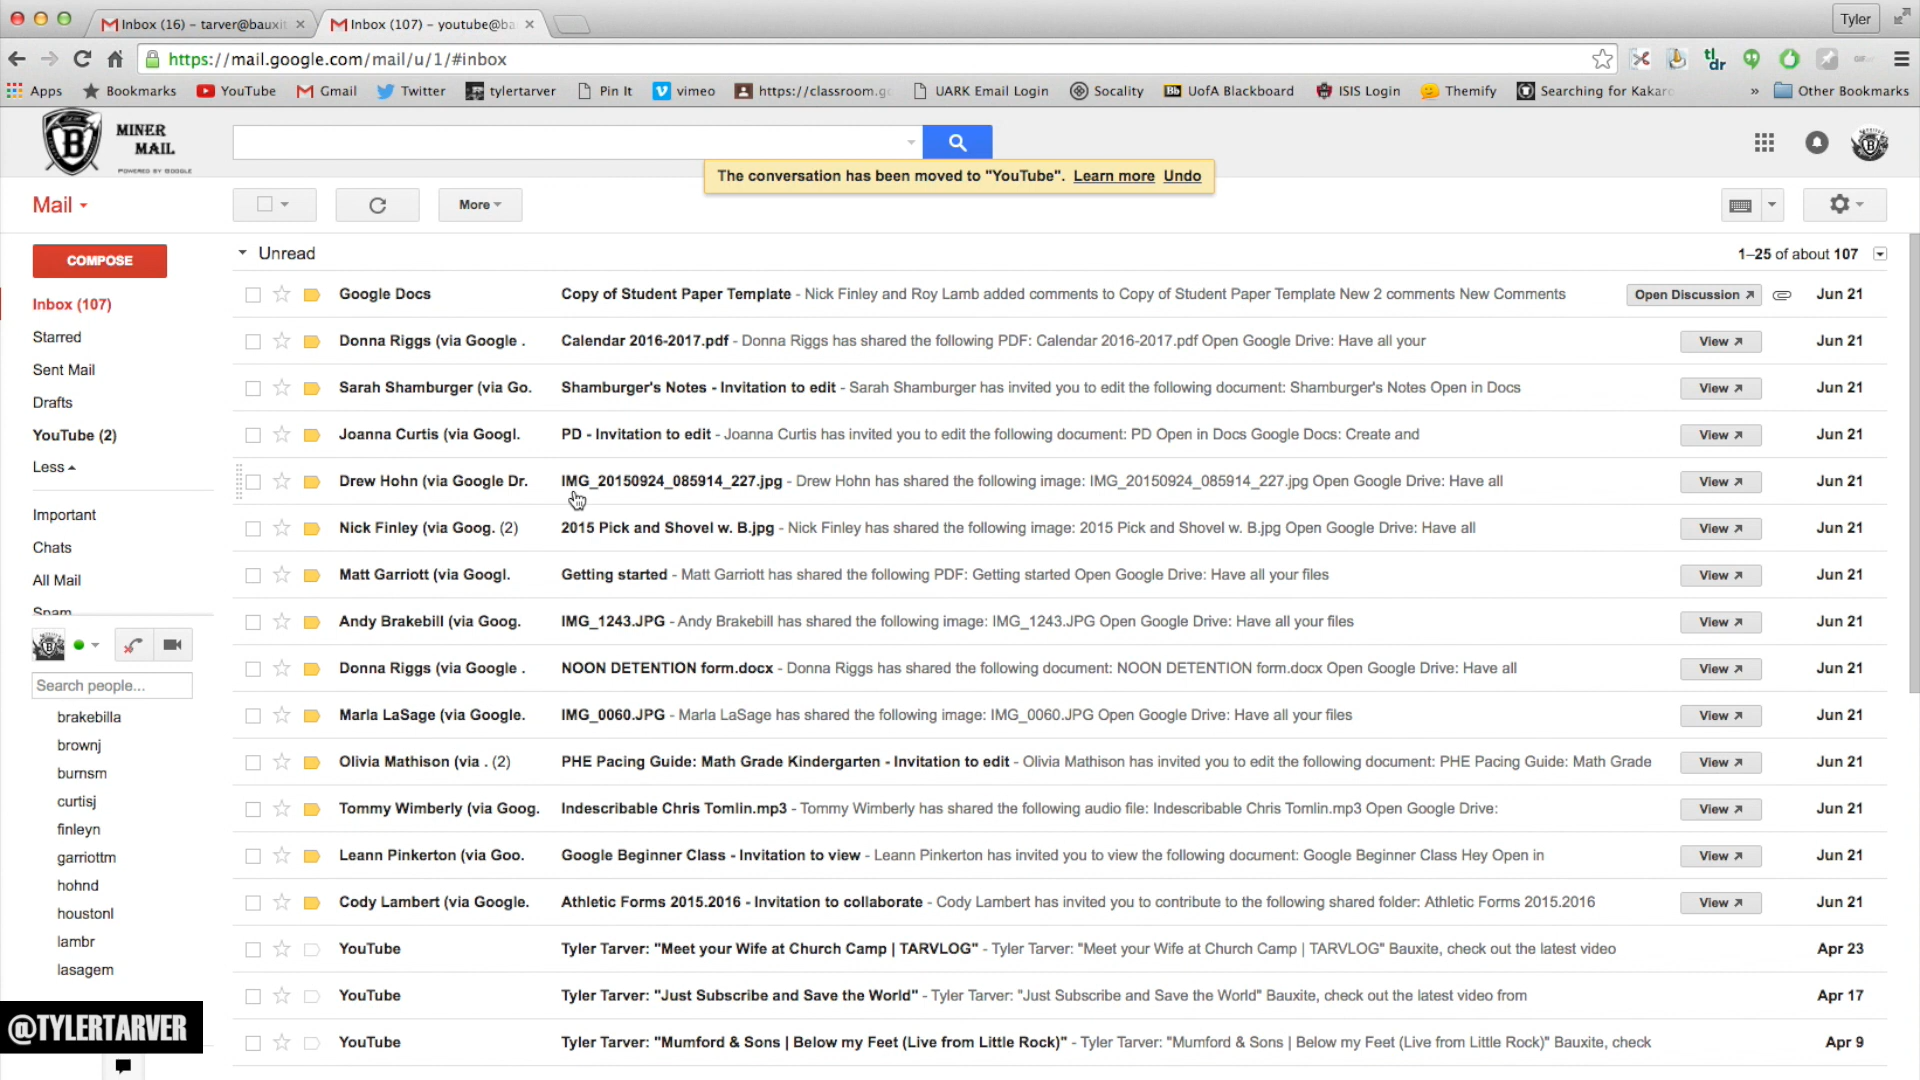 Inbox (16) – tarver@bauxit
Inbox (107) – youtube@ba
Tyler
https://mail.google.com/mail/u/1/#inbox
tl;dr
GIF
Apps
Bookmarks
YouTube
Gmail
Twitter
tylertarver
Pin It
vimeo
https://classroom.go
UARK Email Login
Socality
UofA Blackboard
ISIS Login
Themify
Searching for Kakaro
»
Other Bookmarks
B
MINER
MAIL
POWERED BY GOOGLE
The conversation has been moved to "YouTube". Learn more Undo
Mail
More
COMPOSE
Inbox (107)
Starred
Sent Mail
Drafts
YouTube (2)
Less
Important
Chats
All Mail
Spam
Search people...
brakebilla
brownj
burnsm
curtisj
finleyn
garriottm
hohnd
houstonl
lambr
lasagem
Unread
1–25 of about 107
Google Docs Copy of Student Paper Template - Nick Finley and Roy Lamb added comments to Copy of Student Paper Template New 2 comments New Comments Open Discussion Jun 21
Donna Riggs (via Google . Calendar 2016-2017.pdf - Donna Riggs has shared the following PDF: Calendar 2016-2017.pdf Open Google Drive: Have all your View Jun 21
Sarah Shamburger (via Go. Shamburger's Notes - Invitation to edit - Sarah Shamburger has invited you to edit the following document: Shamburger's Notes Open in Docs View Jun 21
Joanna Curtis (via Googl. PD - Invitation to edit - Joanna Curtis has invited you to edit the following document: PD Open in Docs Google Docs: Create and View Jun 21
Drew Hohn (via Google Dr. IMG_20150924_085914_227.jpg - Drew Hohn has shared the following image: IMG_20150924_085914_227.jpg Open Google Drive: Have all View Jun 21
Nick Finley (via Goog. (2) 2015 Pick and Shovel w. B.jpg - Nick Finley has shared the following image: 2015 Pick and Shovel w. B.jpg Open Google Drive: Have all View Jun 21
Matt Garriott (via Googl. Getting started - Matt Garriott has shared the following PDF: Getting started Open Google Drive: Have all your files View Jun 21
Andy Brakebill (via Goog. IMG_1243.JPG - Andy Brakebill has shared the following image: IMG_1243.JPG Open Google Drive: Have all your files View Jun 21
Donna Riggs (via Google . NOON DETENTION form.docx - Donna Riggs has shared the following document: NOON DETENTION form.docx Open Google Drive: Have all View Jun 21
Marla LaSage (via Google. IMG_0060.JPG - Marla LaSage has shared the following image: IMG_0060.JPG Open Google Drive: Have all your files View Jun 21
Olivia Mathison (via . (2) PHE Pacing Guide: Math Grade Kindergarten - Invitation to edit - Olivia Mathison has invited you to edit the following document: PHE Pacing Guide: Math Grade View Jun 21
Tommy Wimberly (via Goog. Indescribable Chris Tomlin.mp3 - Tommy Wimberly has shared the following audio file: Indescribable Chris Tomlin.mp3 Open Google Drive: View Jun 21
Leann Pinkerton (via Goo. Google Beginner Class - Invitation to view - Leann Pinkerton has invited you to view the following document: Google Beginner Class Hey Open in View Jun 21
Cody Lambert (via Google. Athletic Forms 2015.2016 - Invitation to collaborate - Cody Lambert has invited you to contribute to the following shared folder: Athletic Forms 2015.2016 View Jun 21
YouTube Tyler Tarver: "Meet your Wife at Church Camp | TARVLOG" - Tyler Tarver: "Meet your Wife at Church Camp | TARVLOG" Bauxite, check out the latest video Apr 23
YouTube Tyler Tarver: "Just Subscribe and Save the World" - Tyler Tarver: "Just Subscribe and Save the World" Bauxite, check out the latest video from Apr 17
YouTube Tyler Tarver: "Mumford & Sons | Below my Feet (Live from Little Rock)" - Tyler Tarver: "Mumford & Sons | Below my Feet (Live from Little Rock)" Bauxite, check Apr 9
@TYLERTARVER